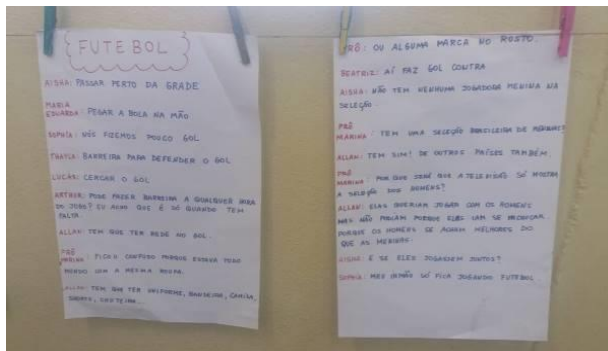 FUTEBOL
AISHA: PASSAR PERTO DA GRADE
MARIA
EDUARDA: PEGAR A BOLA NA MÃO
SOPHIA: NÓS FIZEMOS POUCO GOL
THAYLA: BARREIRA PARA DEFENDER O GOL
LUCAS: CERCAR O GOL
ARTHUR: PODE FAZER BARREIRA A QUALQUER HORA
DO JOGO? EU ACHO QUE É SÓ QUANDO TEM
FALTA.
ALLAN: TEM QUE TER REDE NO GOL.
PRÔ
MARINA: FICOU CONFUSO PORQUE ESTAVA TODO
MUNDO COM A MESMA ROUPA.
ALLAN: TEM QUE TER UNIFORME, BANDEIRA, CAMISA,
SHORTS, CHUTEIRA...
PRÔ: OU ALGUMA MARCA NO ROSTO.
BEATRIZ: AÍ FAZ GOL CONTRA
AISHA: NÃO TEM NENHUMA JOGADORA MENINA NA
SELEÇÃO
PRÔ
MARINA: TEM UMA SELEÇÃO BRASILEIRA DE MENINAS?
ALLAN: TEM SIM! DE OUTROS PAÍSES TAMBÉM.
PRÔ
MARINA: POR QUE SERÁ QUE A TELEVISÃO SÓ MOSTRA
A SELEÇÃO DOS HOMENS?
ALLAN: ELAS QUERIAM JOGAR COM OS HOMENS
MAS NÃO PODIAM PORQUE ELAS IAM SE MACHUCAR.
PORQUE OS HOMENS SE ACHAM MELHORES DO
QUE AS MENINAS.
AISHA: E SE ELES JOGASSEM JUNTOS?
SOPHIA: MEU IRMÃO SÓ FICA JOGANDO FUTEBOL